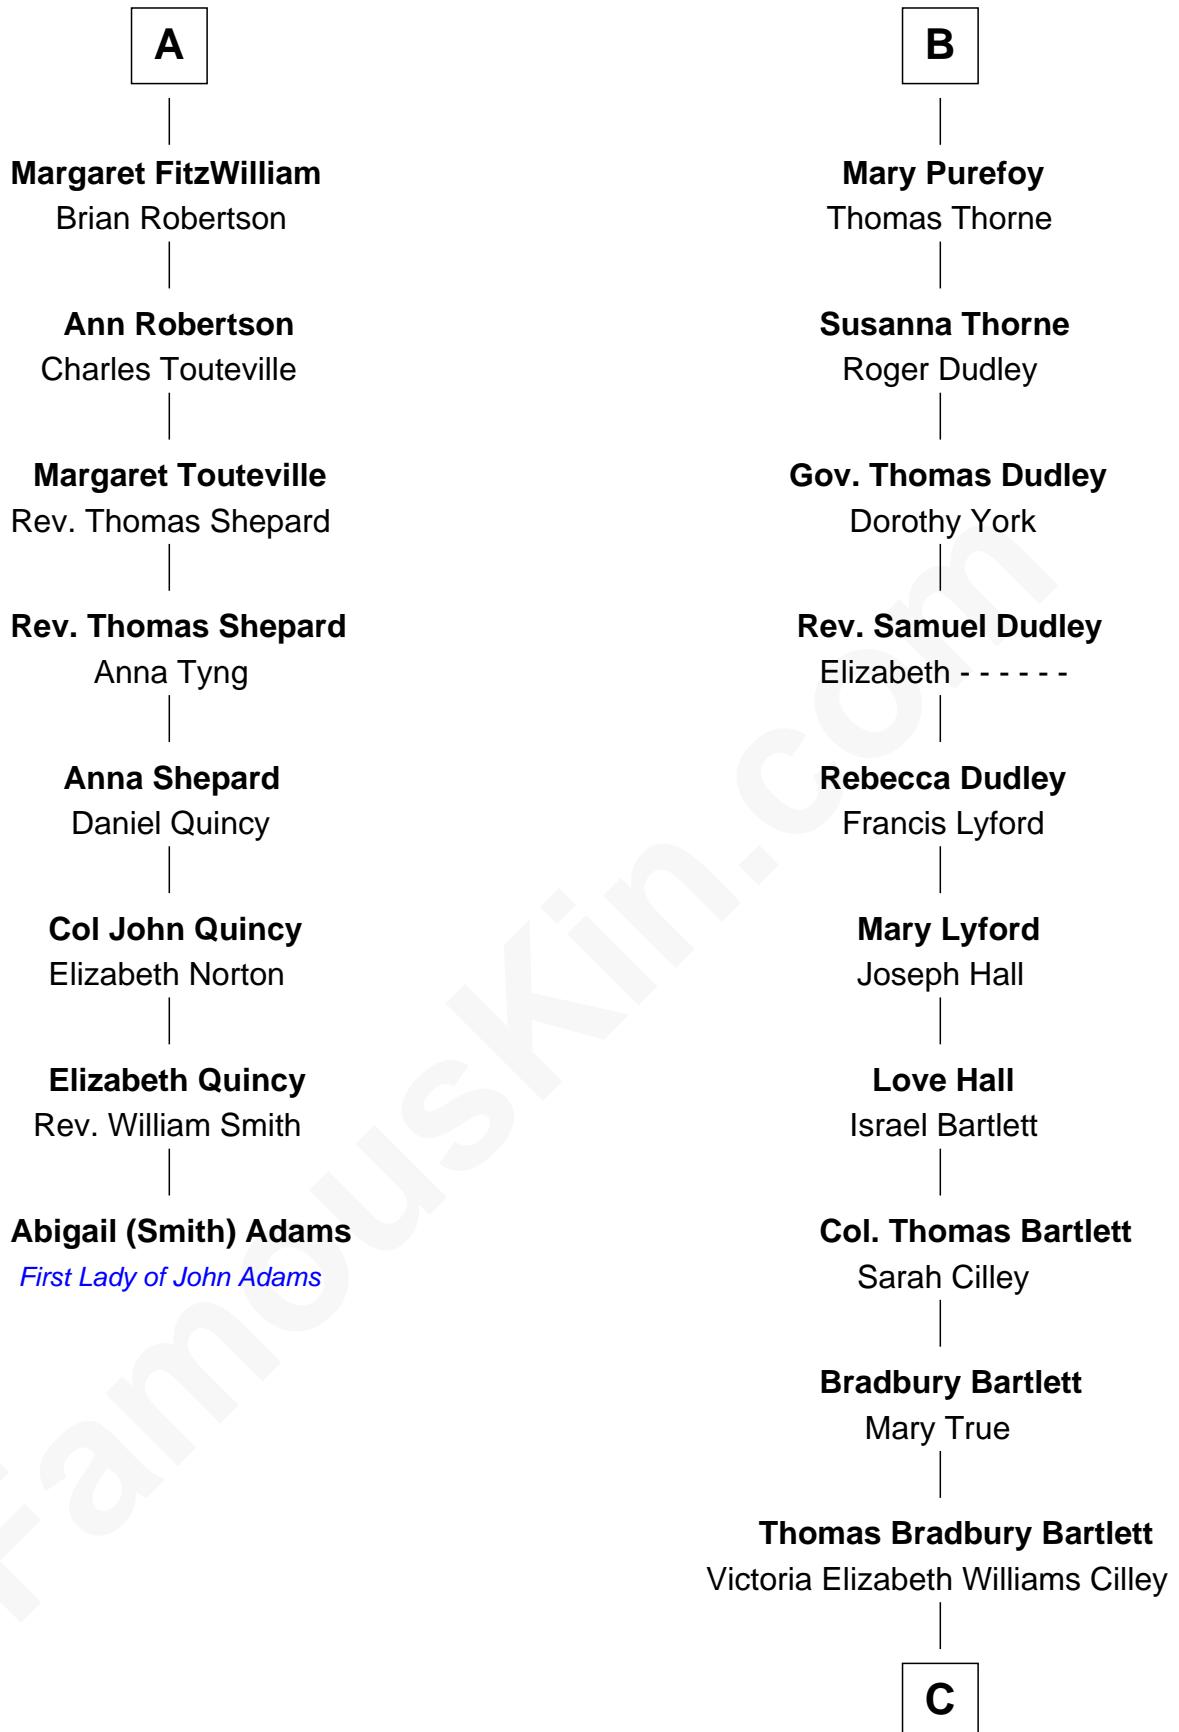 A
Margaret FitzWilliam
Brian Robertson
Ann Robertson
Charles Touteville
Margaret Touteville
Rev. Thomas Shepard
Rev. Thomas Shepard
Anna Tyng
Anna Shepard
Daniel Quincy
Col John Quincy
Elizabeth Norton
Elizabeth Quincy
Rev. William Smith
Abigail (Smith) Adams
First Lady of John Adams
B
Mary Purefoy
Thomas Thorne
Susanna Thorne
Roger Dudley
Gov. Thomas Dudley
Dorothy York
Rev. Samuel Dudley
Elizabeth - - - - - -
Rebecca Dudley
Francis Lyford
Mary Lyford
Joseph Hall
Love Hall
Israel Bartlett
Col. Thomas Bartlett
Sarah Cilley
Bradbury Bartlett
Mary True
Thomas Bradbury Bartlett
Victoria Elizabeth Williams Cilley
C
FamousKin.com